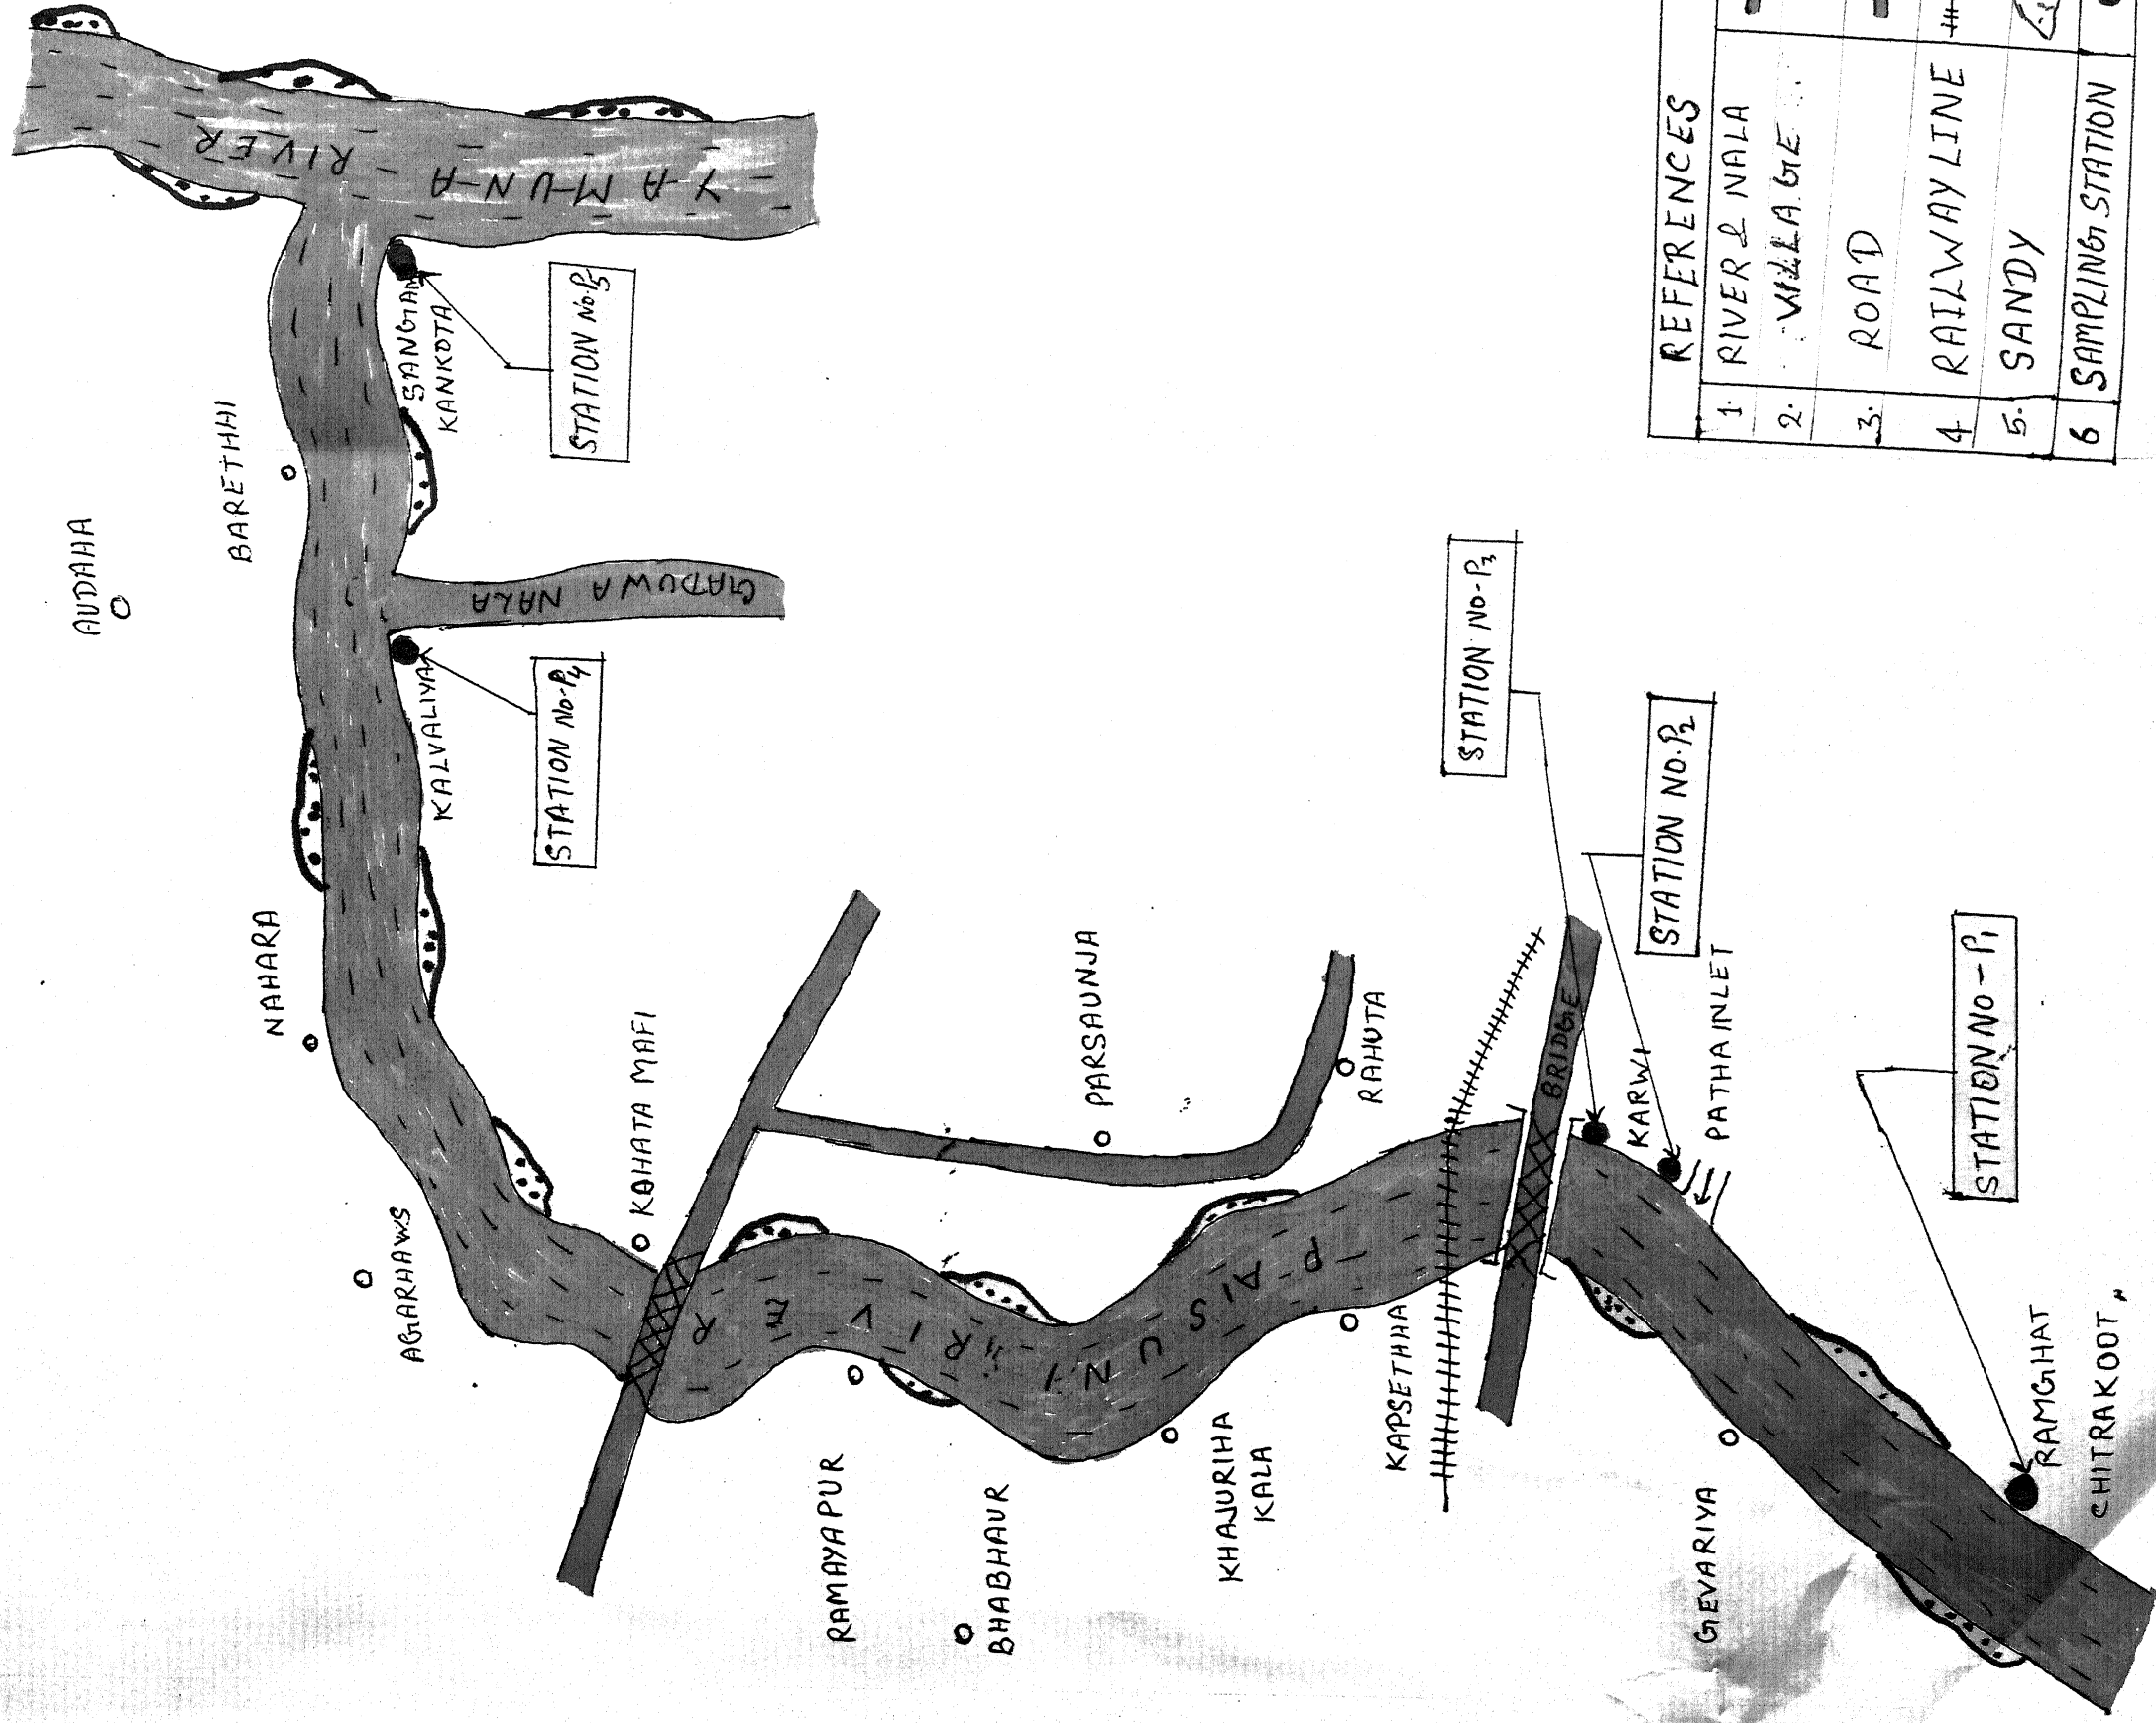 YAMUNA RIVER
SANGAM
KANKOTA
STATION No.P5
BARETHHI
AUDAHA
GADUWA NALA
KALVALIYA
STATION No.P4
NAHARA
AGARHAWS
KAHATA MAFI
RAMAYAPUR
BHABHAUR
PARSAUNJA
RAHUTA
PAISUNI RIVER
KHAJURIHA
KALA
KAPSETHHA
BRIDGE
STATION NO-P3
KARWI
STATION NO.P2
PATHAINLET
GEVARIYA
STATION NO-P1
RAMGHAT
CHITRAKOOT
REFERENCES
1. RIVER & NALA
2. VILLAGE
3. ROAD
4 RAILWAY LINE
5. SANDY
6 SAMPLING STATION